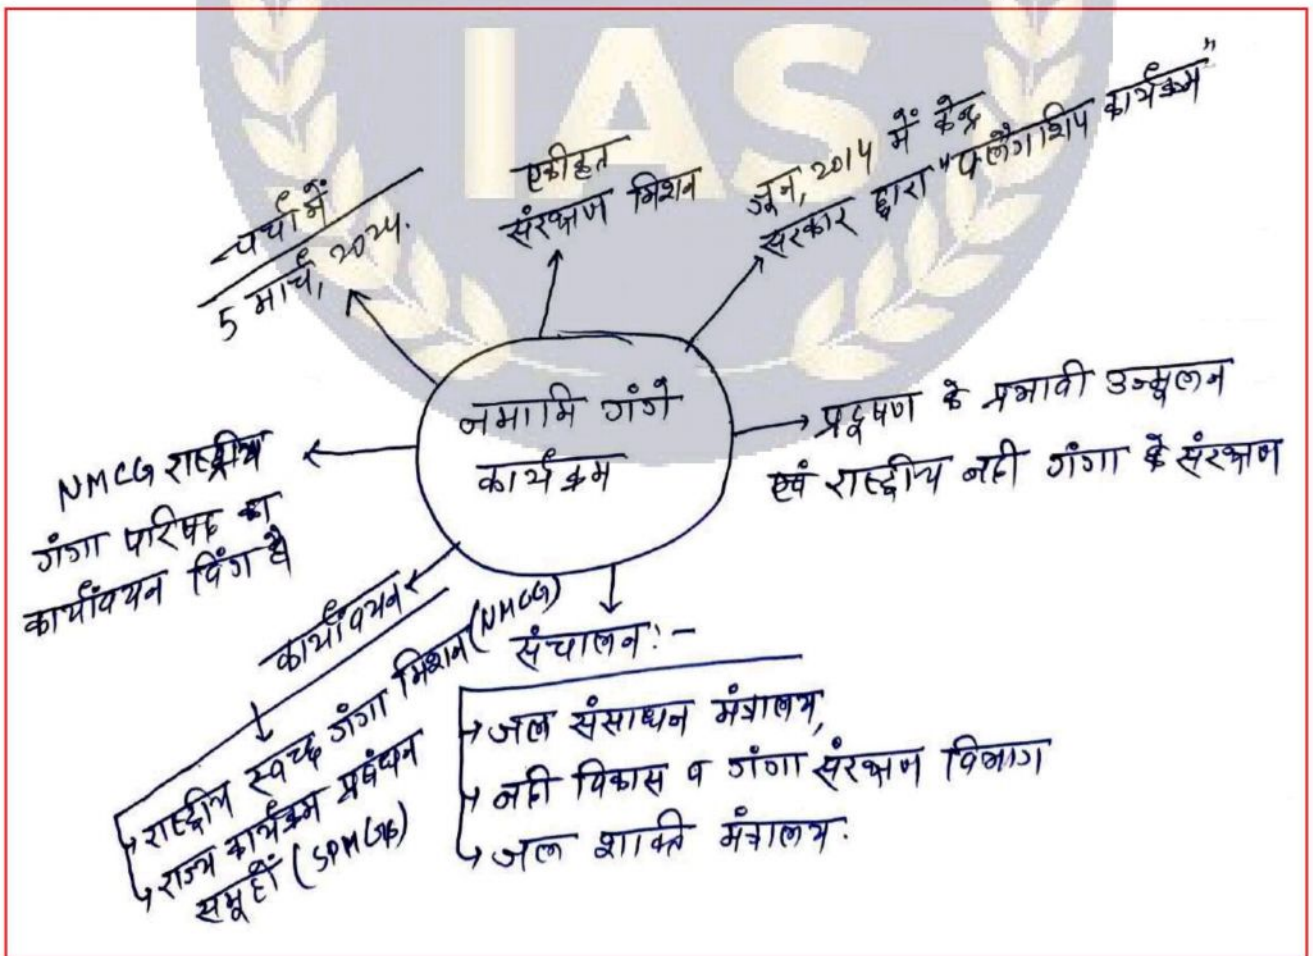 IAS
चर्चा में
5 मार्च, 2024.
एकीकृत
संरक्षण मिशन
जून, 2014 में केन्द्र
सरकार द्वारा "फ्लैगशिप कार्यक्रम"
नमामि गंगे
कार्यक्रम
प्रदूषण के प्रभावी उन्मूलन
एवं राष्ट्रीय नदी गंगा के संरक्षण
NMCG राष्ट्रीय
गंगा परिषद का
कार्यान्वयन विंग है
कार्यान्वयन
राष्ट्रीय स्वच्छ गंगा मिशन (NMCG)
राज्य कार्यक्रम प्रबंधन
समूहों (SPMGs)
संचालन:-
जल संसाधन मंत्रालय,
नदी विकास व गंगा संरक्षण विभाग
जल शक्ति मंत्रालय.